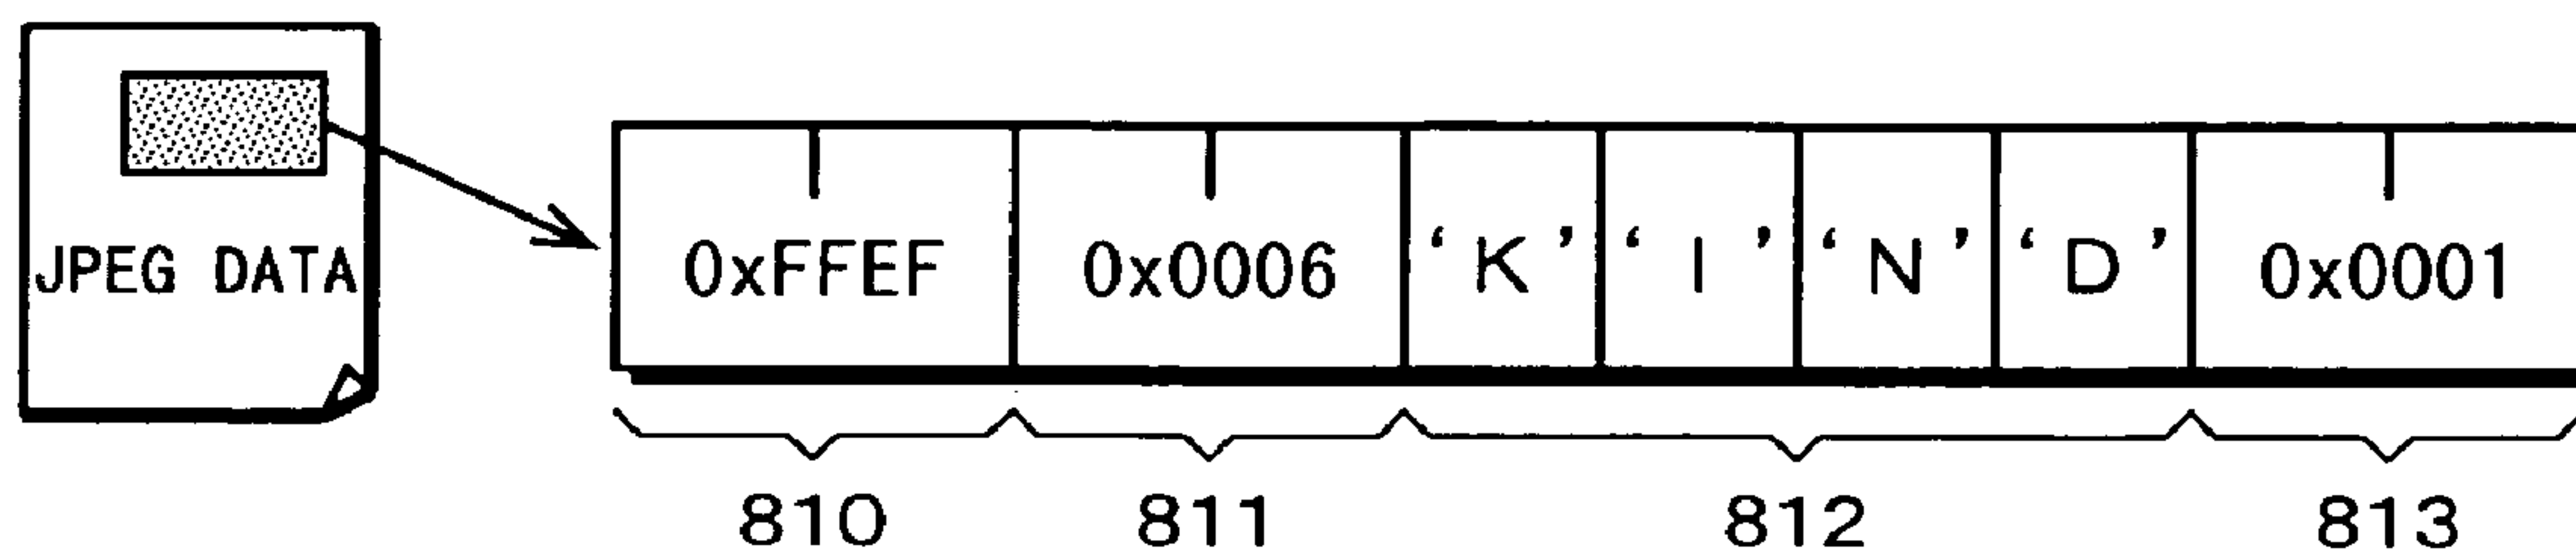 JPEG DATA
0xFFEF 0x0006 ‘K’ ‘I’ ‘N’ ‘D’ 0x0001
810 811 812 813